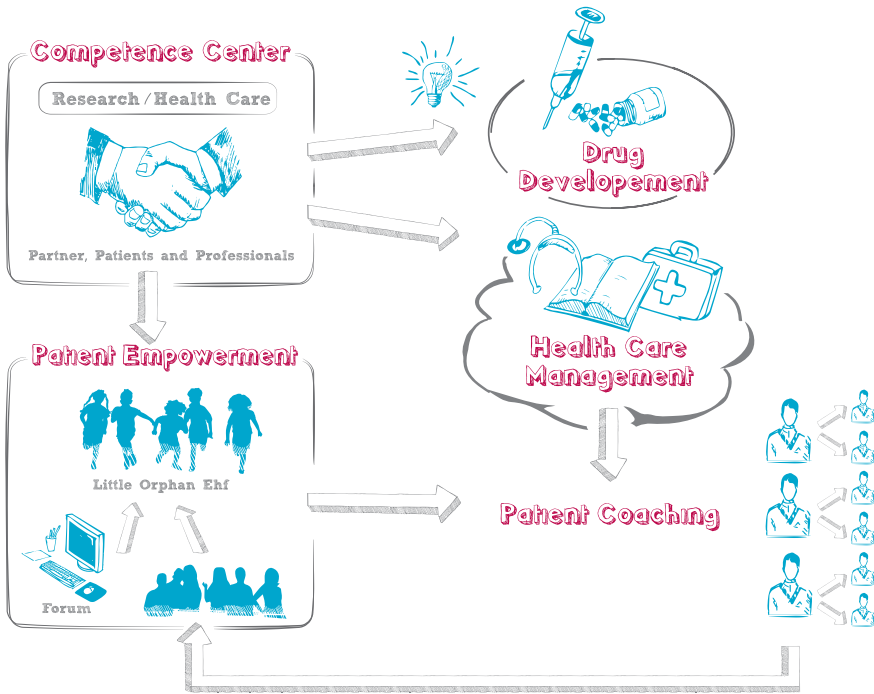 Competence Center
Research / Health Care
Partner, Patients and Professionals
Drug
Developement
Health Care
Management
Patient Empowerment
Little Orphan Ehf
Forum
Patient Coaching